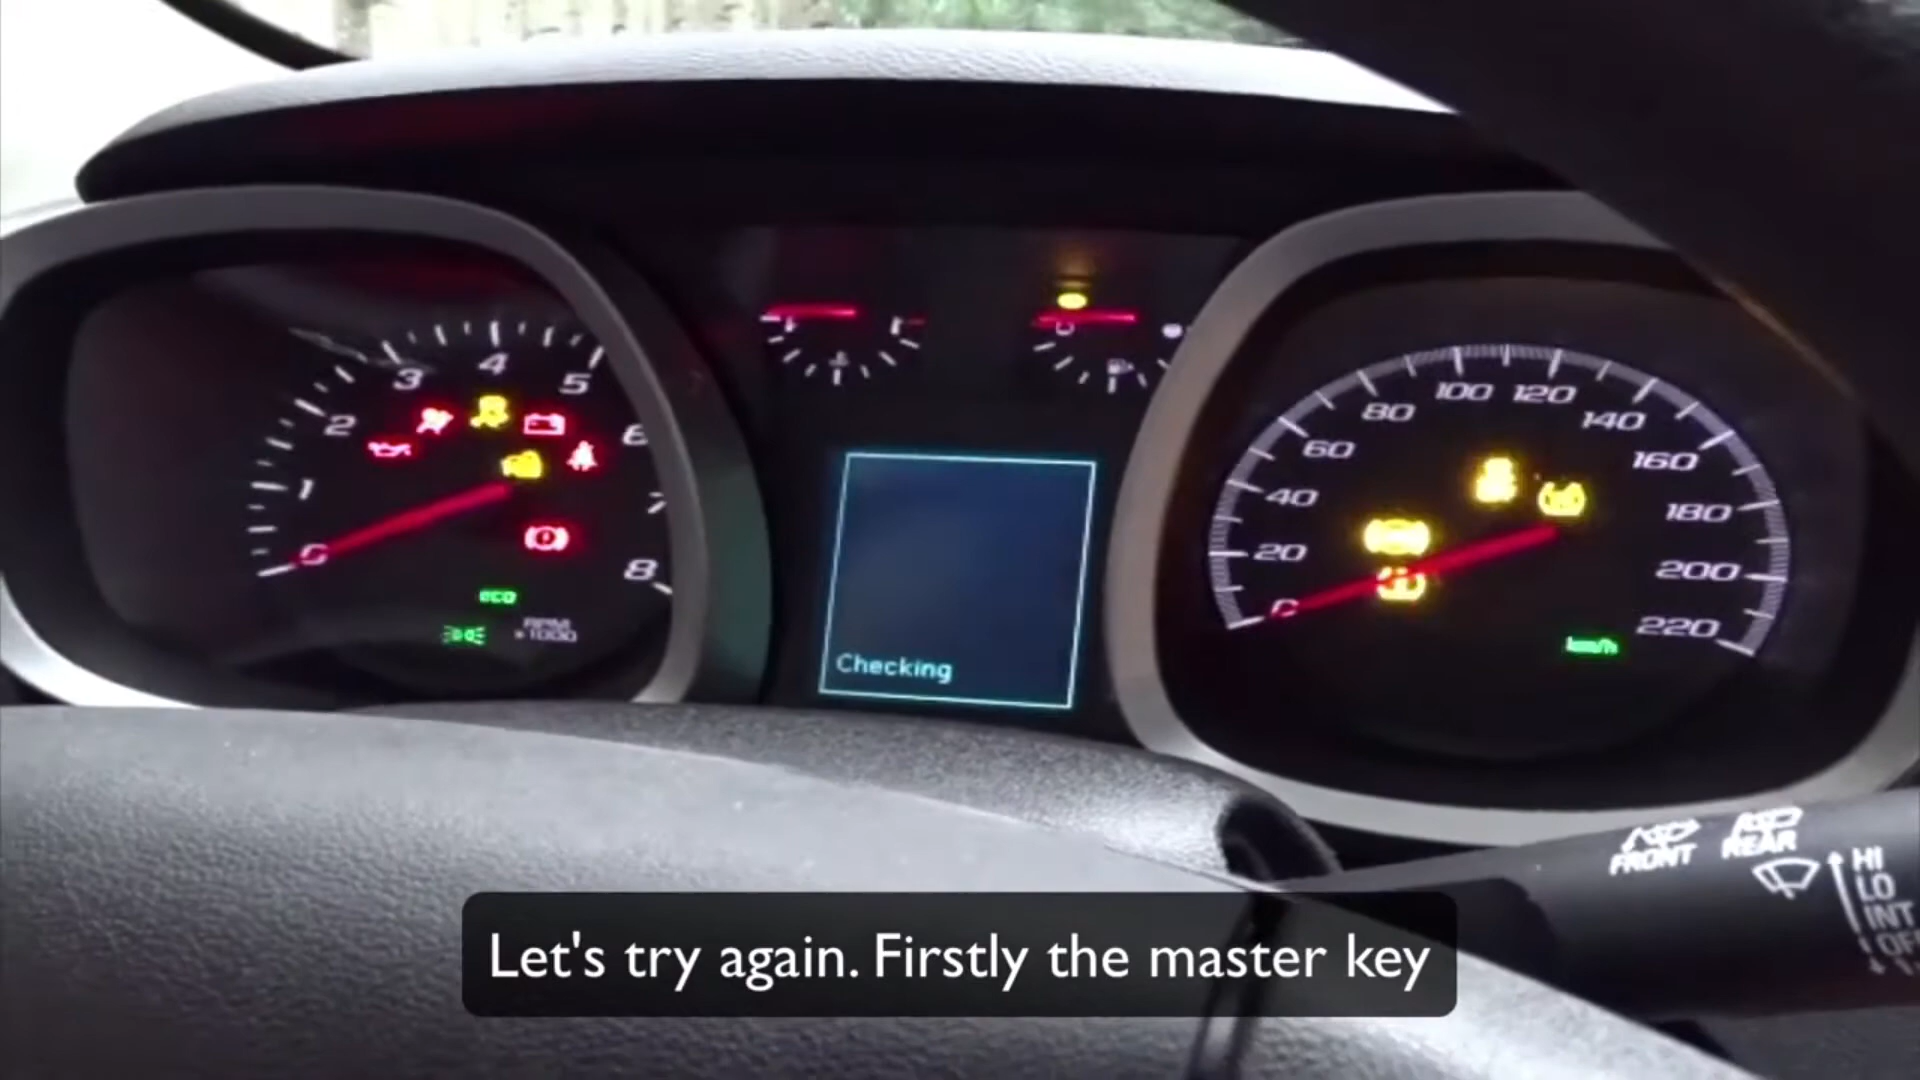 4
3
5
2
6
1
7
0
8
eco
RPM
x1000
Checking
100
120
80
140
60
160
40
180
20
200
0
220
km/h
FRONT
REAR
HI
LO
INT
Let's try again. Firstly the master key